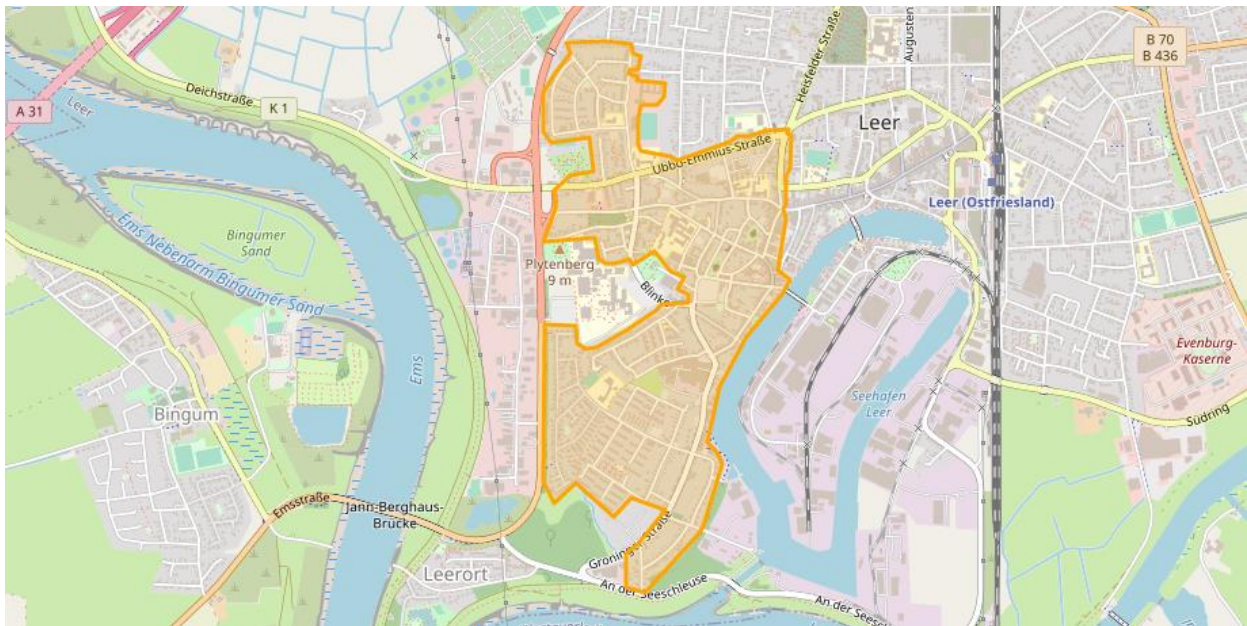 B 70
B 436
Augusten
Heisfelder Straße
Deichstraße
K 1
A 31
Leer
Leer
Ubbo-Emmius-Straße
Leer (Ostfriesland)
Bingumer
Sand
Ems Nebenarm Bingumer Sand
Plytenberg
9 m
Blinke
Ems
Evenburg-
Kaserne
Seehafen
Leer
Bingum
Südring
Emsstraße
Jann-Berghaus-
Brücke
Groninger Straße
Leerort
An der Seeschleuse
An der Seesc